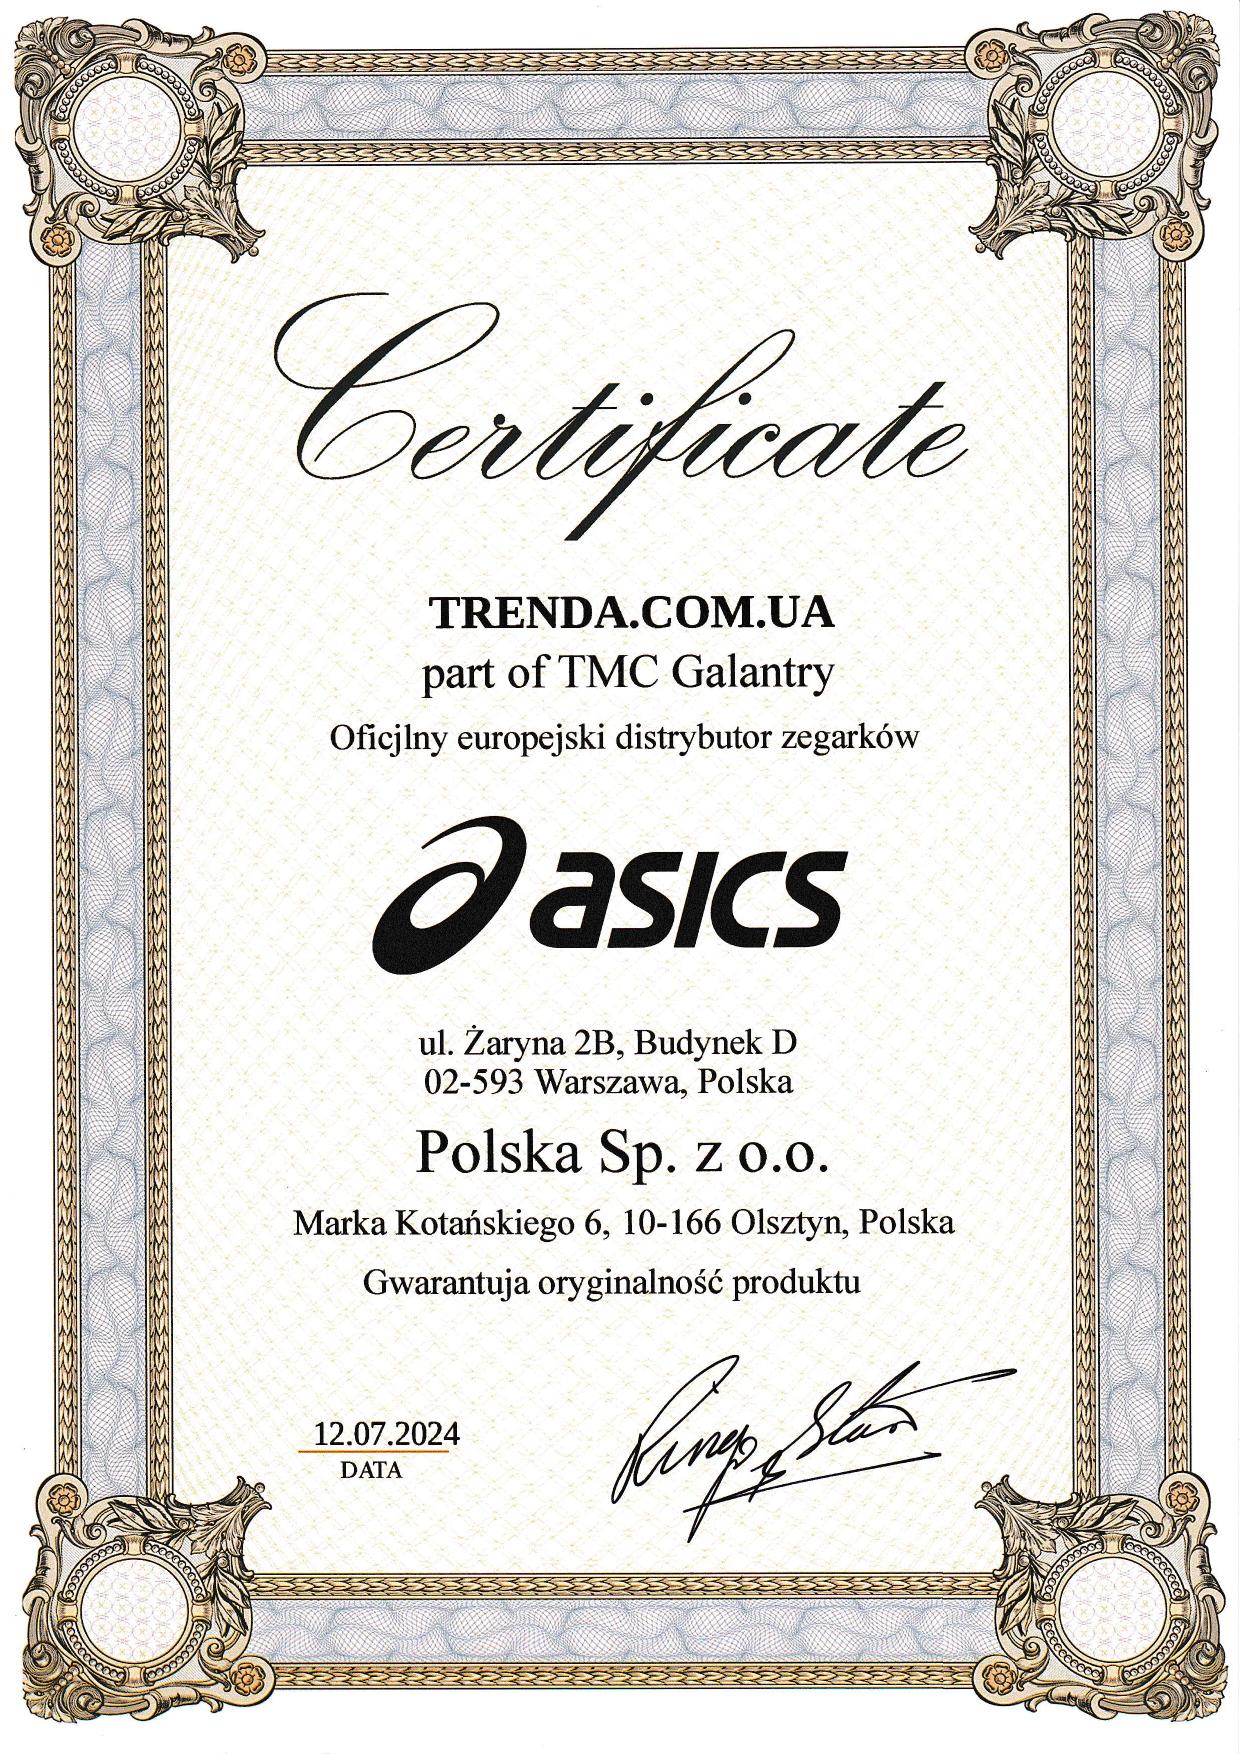 Certificate
TRENDA.COM.UA
part of TMC Galantry
Oficjlny europejski distrybutor zegarków
asics
ul. Żaryna 2B, Budynek D
02-593 Warszawa, Polska
Polska Sp. z o.o.
Marka Kotańskiego 6, 10-166 Olsztyn, Polska
Gwarantuja oryginalność produktu
12.07.2024
DATA